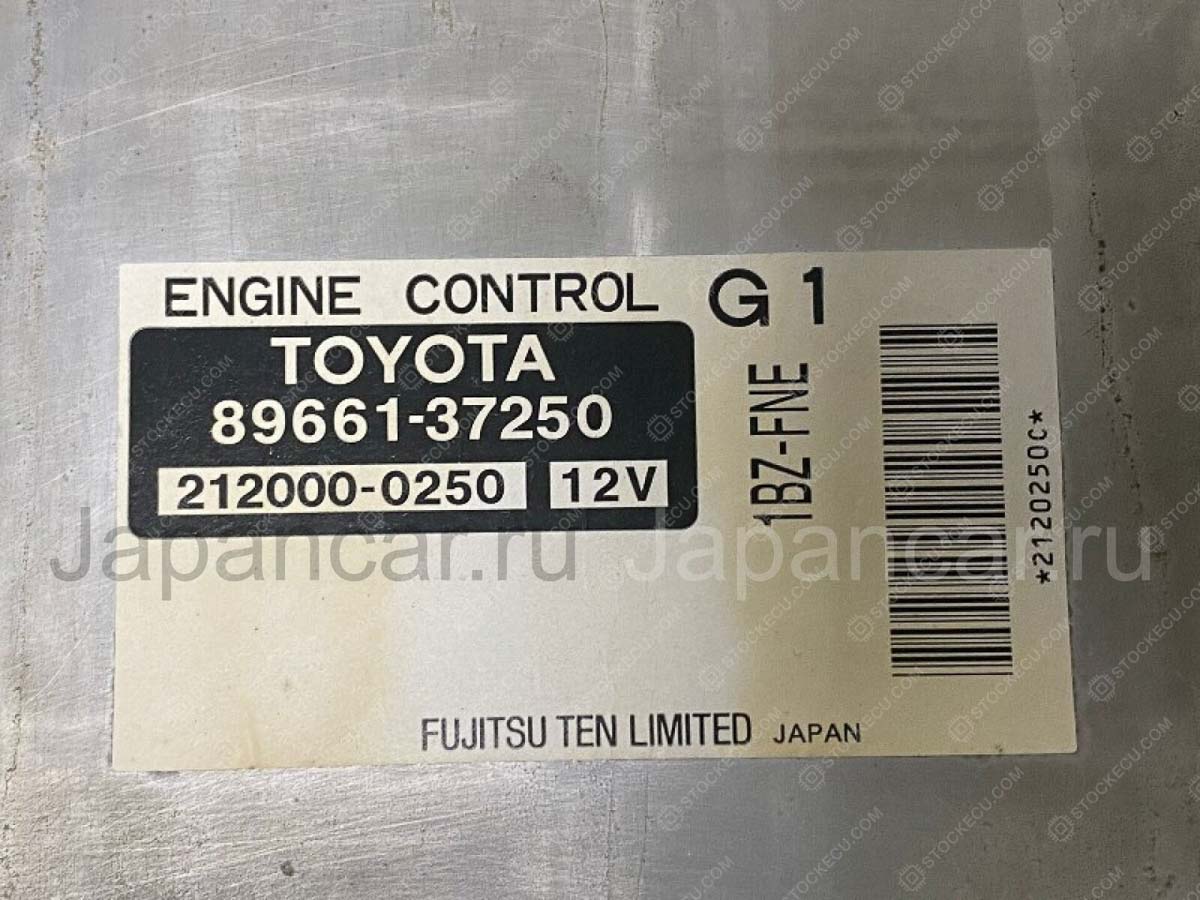 ENGINE CONTROL G1
TOYOTA
89661-37250
212000-0250 12V
1BZ-FNE
*2120250C*
FUJITSU TEN LIMITED JAPAN
Japancar.ru Japancar.ru
STOCKECU.COM